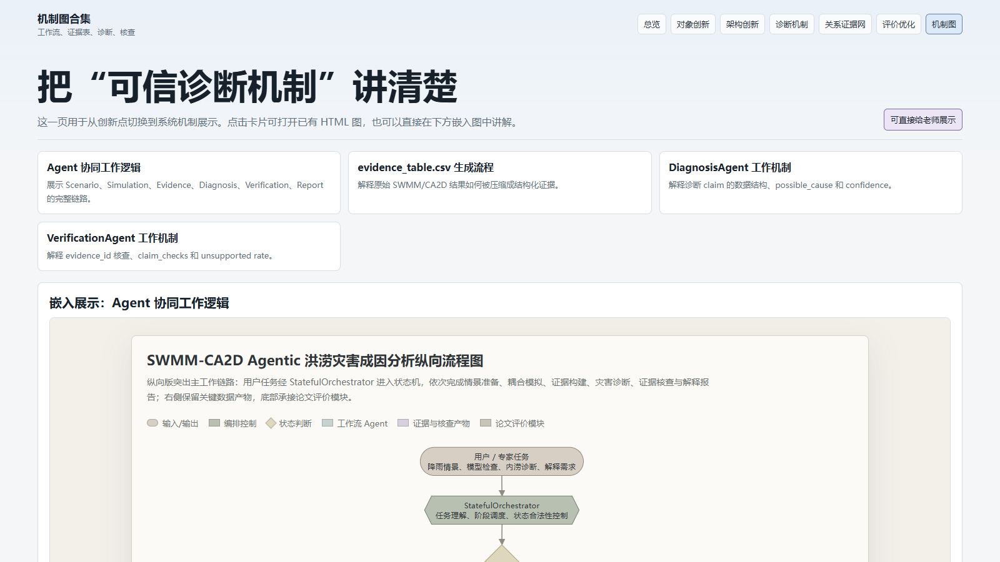 机制图合集
工作流、证据表、诊断、核查
总览
对象创新
架构创新
诊断机制
关系证据网
评价优化
机制图
把“可信诊断机制”讲清楚
这一页用于从创新点切换到系统机制展示。点击卡片可打开已有 HTML 图，也可以直接在下方嵌入图中讲解。
可直接给老师展示
Agent 协同工作逻辑
展示 Scenario、Simulation、Evidence、Diagnosis、Verification、Report
的完整链路。
evidence_table.csv 生成流程
解释原始 SWMM/CA2D 结果如何被压缩成结构化证据。
DiagnosisAgent 工作机制
解释诊断 claim 的数据结构、possible_cause 和 confidence。
VerificationAgent 工作机制
解释 evidence_id 核查、claim_checks 和 unsupported rate。
嵌入展示：Agent 协同工作逻辑
SWMM-CA2D Agentic 洪涝灾害成因分析纵向流程图
纵向版突出主工作链路：用户任务经 StatefulOrchestrator 进入状态机，依次完成情景准备、耦合模拟、证据构建、灾害诊断、证据核查与解释报
告；右侧保留关键数据产物，底部承接论文评价模块。
输入/输出
编排控制
状态判断
工作流 Agent
证据与核查产物
论文评价模块
用户 / 专家任务
降雨情景、模型检查、内涝诊断、解释需求
StatefulOrchestrator
任务理解、阶段调度、状态合法性控制